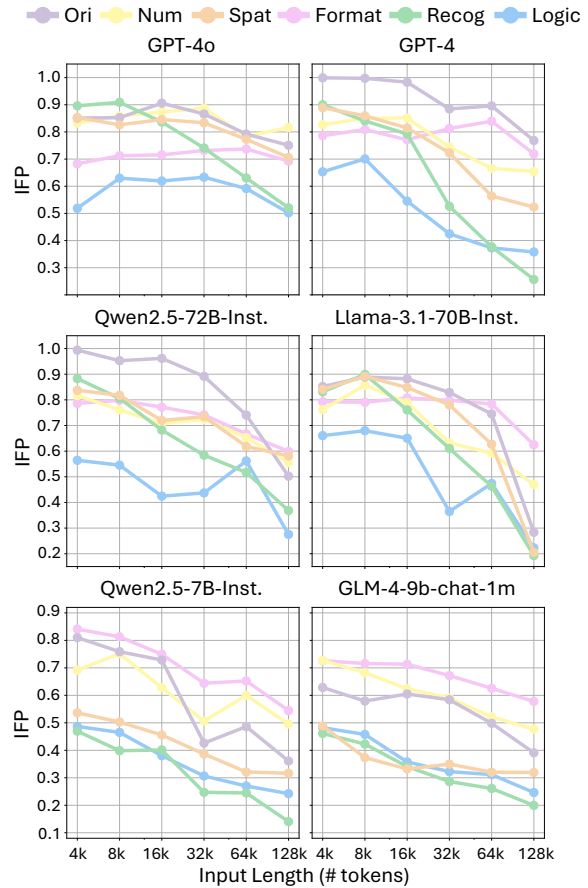 Ori Num Spat Format Recog Logic
GPT-4o GPT-4
1.0
0.9
0.8
0.7
0.6
0.5
0.4
0.3
IFP
Qwen2.5-72B-Inst. Llama-3.1-70B-Inst.
1.0
0.9
0.8
0.7
0.6
0.5
0.4
0.3
0.2
IFP
Qwen2.5-7B-Inst. GLM-4-9b-chat-1m
0.9
0.8
0.7
0.6
0.5
0.4
0.3
0.2
0.1
IFP
4k 8k 16k 32k 64k 128k 4k 8k 16k 32k 64k 128k
Input Length (# tokens)